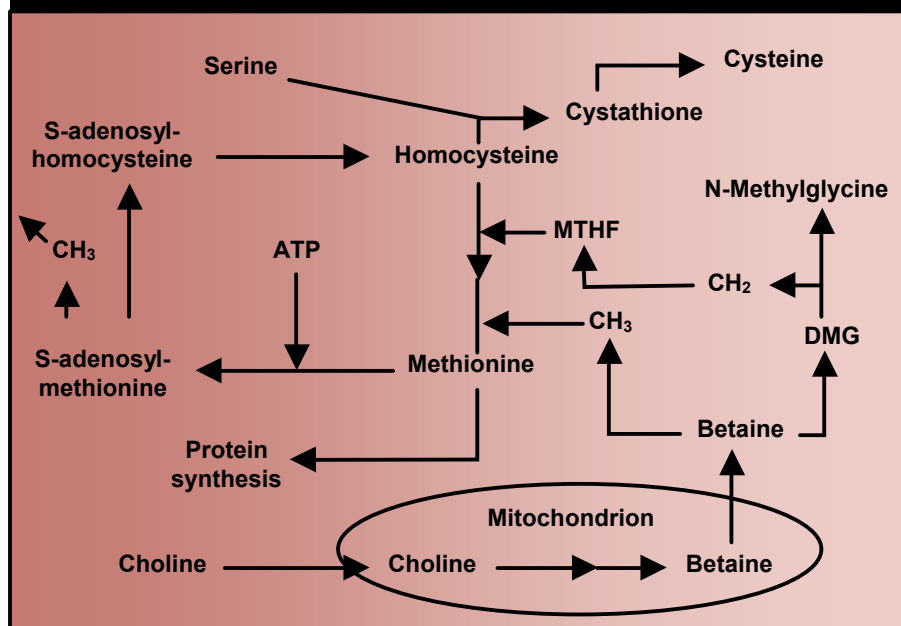 Serine
Cysteine
Cystathione
S-adenosyl-
homocysteine
Homocysteine
N-Methylglycine
CH₃
ATP
MTHF
CH₂
CH₃
DMG
S-adenosyl-
methionine
Methionine
Betaine
Protein
synthesis
Mitochondrion
Choline
Choline
Betaine